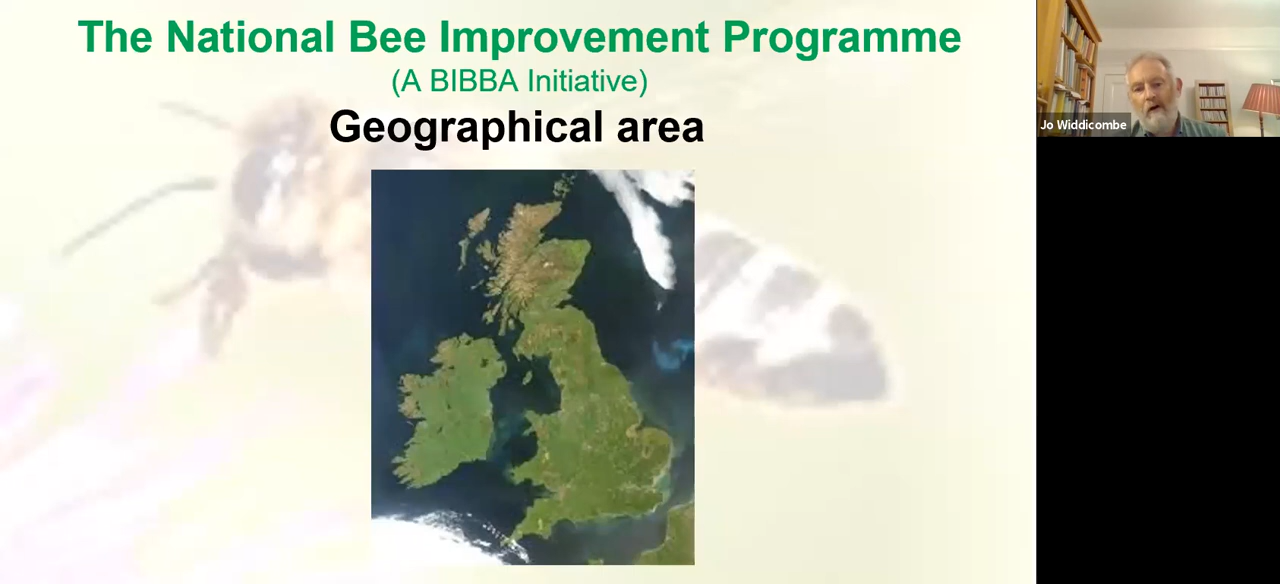 The National Bee Improvement Programme
(A BIBBA Initiative)
Geographical area
Jo Widdicombe